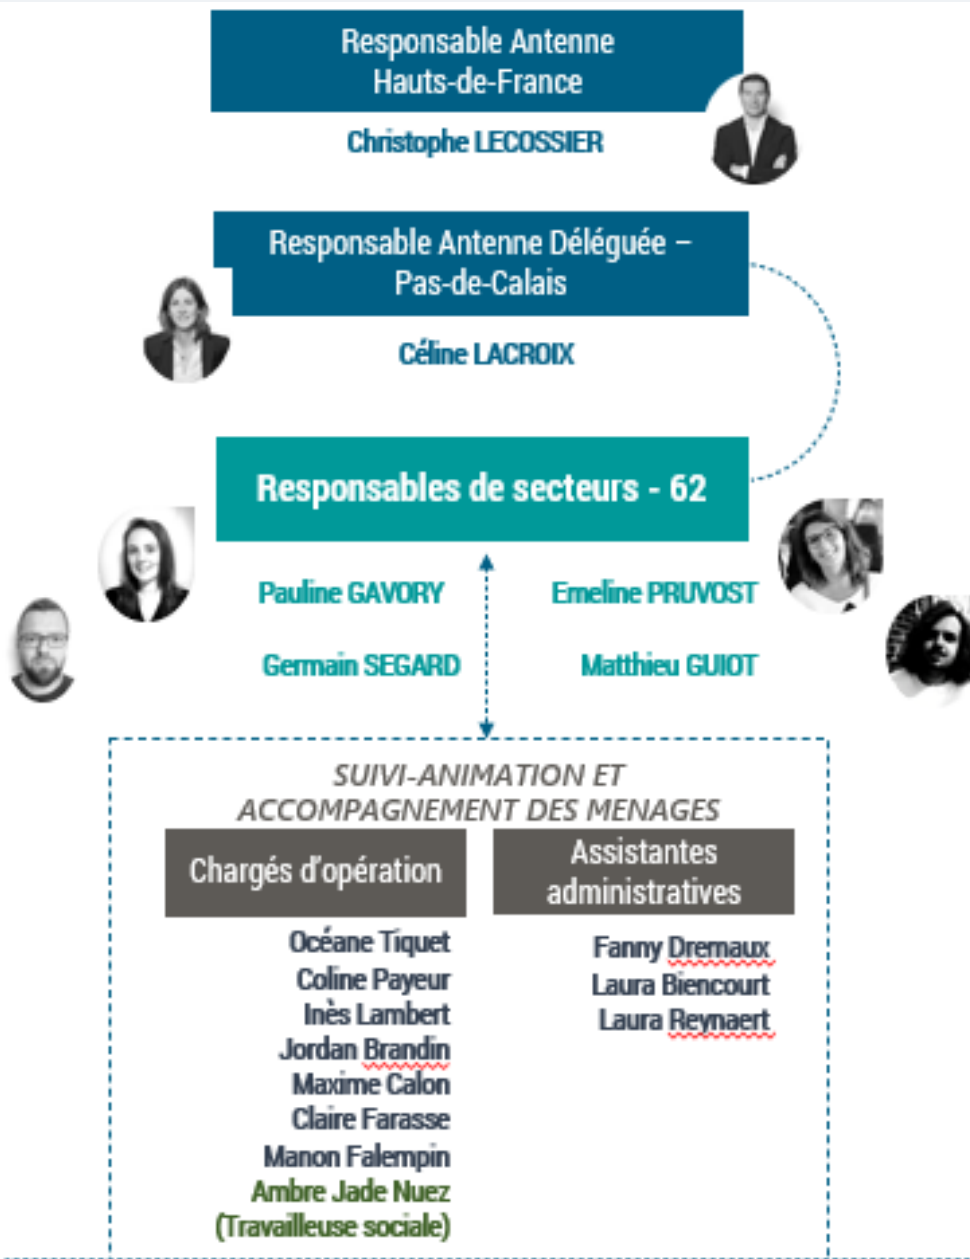 Responsable Antenne
Hauts-de-France
Christophe LECOSSIER
Responsable Antenne Déléguée –
Pas-de-Calais
Céline LACROIX
Responsables de secteurs - 62
Pauline GAVORY
Emeline PRUVOST
Germain SEGARD
Matthieu GUIOT
SUIVI-ANIMATION ET
ACCOMPAGNEMENT DES MENAGES
Chargés d'opération
Océane Tiquet
Coline Payeur
Inès Lambert
Jordan Brandin
Maxime Calon
Claire Farasse
Manon Falempin
Ambre Jade Nuez
(Travailleuse sociale)
Assistantes
administratives
Fanny Dremaux
Laura Biencourt
Laura Reynaert